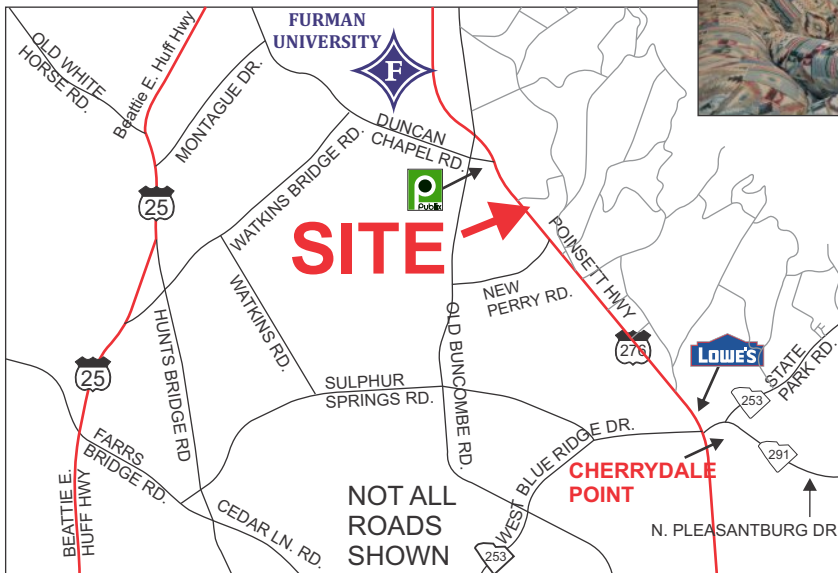 FURMAN
UNIVERSITY
F
OLD WHITE
HORSE RD.
Beattie E. Huff Hwy
MONTAGUE DR.
DUNCAN
CHAPEL RD.
WATKINS BRIDGE RD.
P
Publix
25
SITE
POINSETT HWY
WATKINS RD.
NEW
PERRY RD.
HUNTS BRIDGE RD
OLD BUNCOMBE RD.
276
LOWE'S
25
STATE
PARK RD.
SULPHUR
SPRINGS RD.
253
WEST BLUE RIDGE DR.
FARRS
BRIDGE RD.
291
CHERRYDALE
POINT
BEATTIE E.
HUFF HWY
NOT ALL
ROADS
SHOWN
CEDAR LN. RD.
N. PLEASANTBURG DR
253